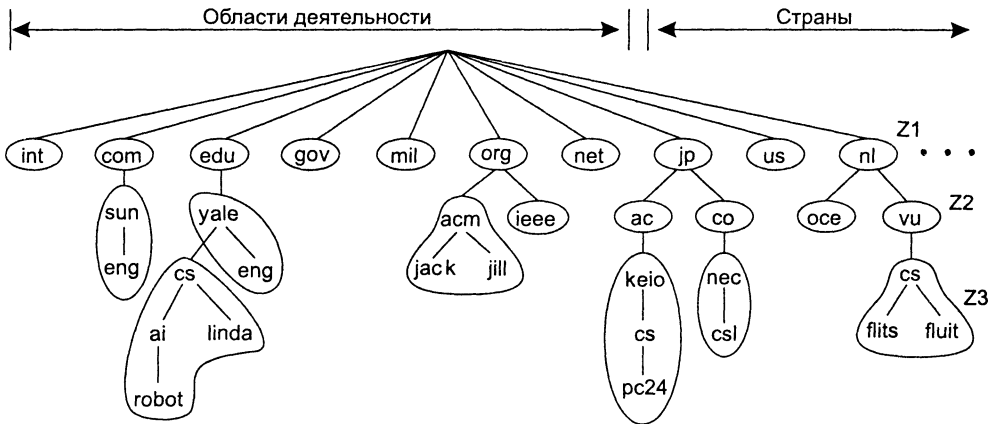 Области деятельности Страны
Z1
int com edu gov mil org net jp us nl . . .
Z2
sun yale acm ieee ac co oce vu
eng cs eng jack jill keio nec cs Z3
ai linda cs csl flits fluit
robot pc24